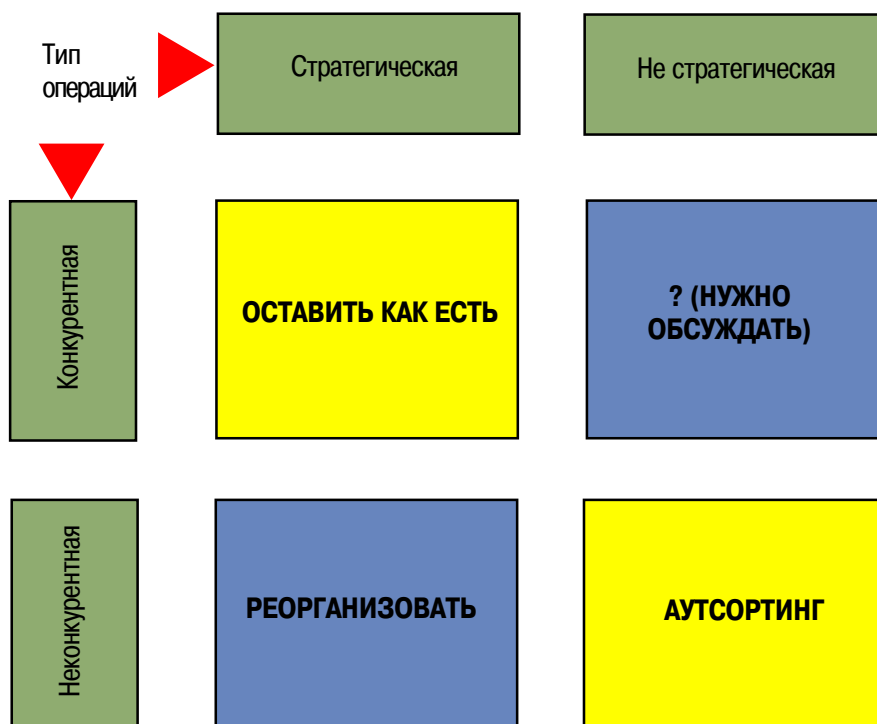 Тип
операций
Стратегическая
Не стратегическая
Конкурентная
ОСТАВИТЬ КАК ЕСТЬ
? (НУЖНО
ОБСУЖДАТЬ)
Неконкурентная
РЕОРГАНИЗОВАТЬ
АУТСОРТИНГ